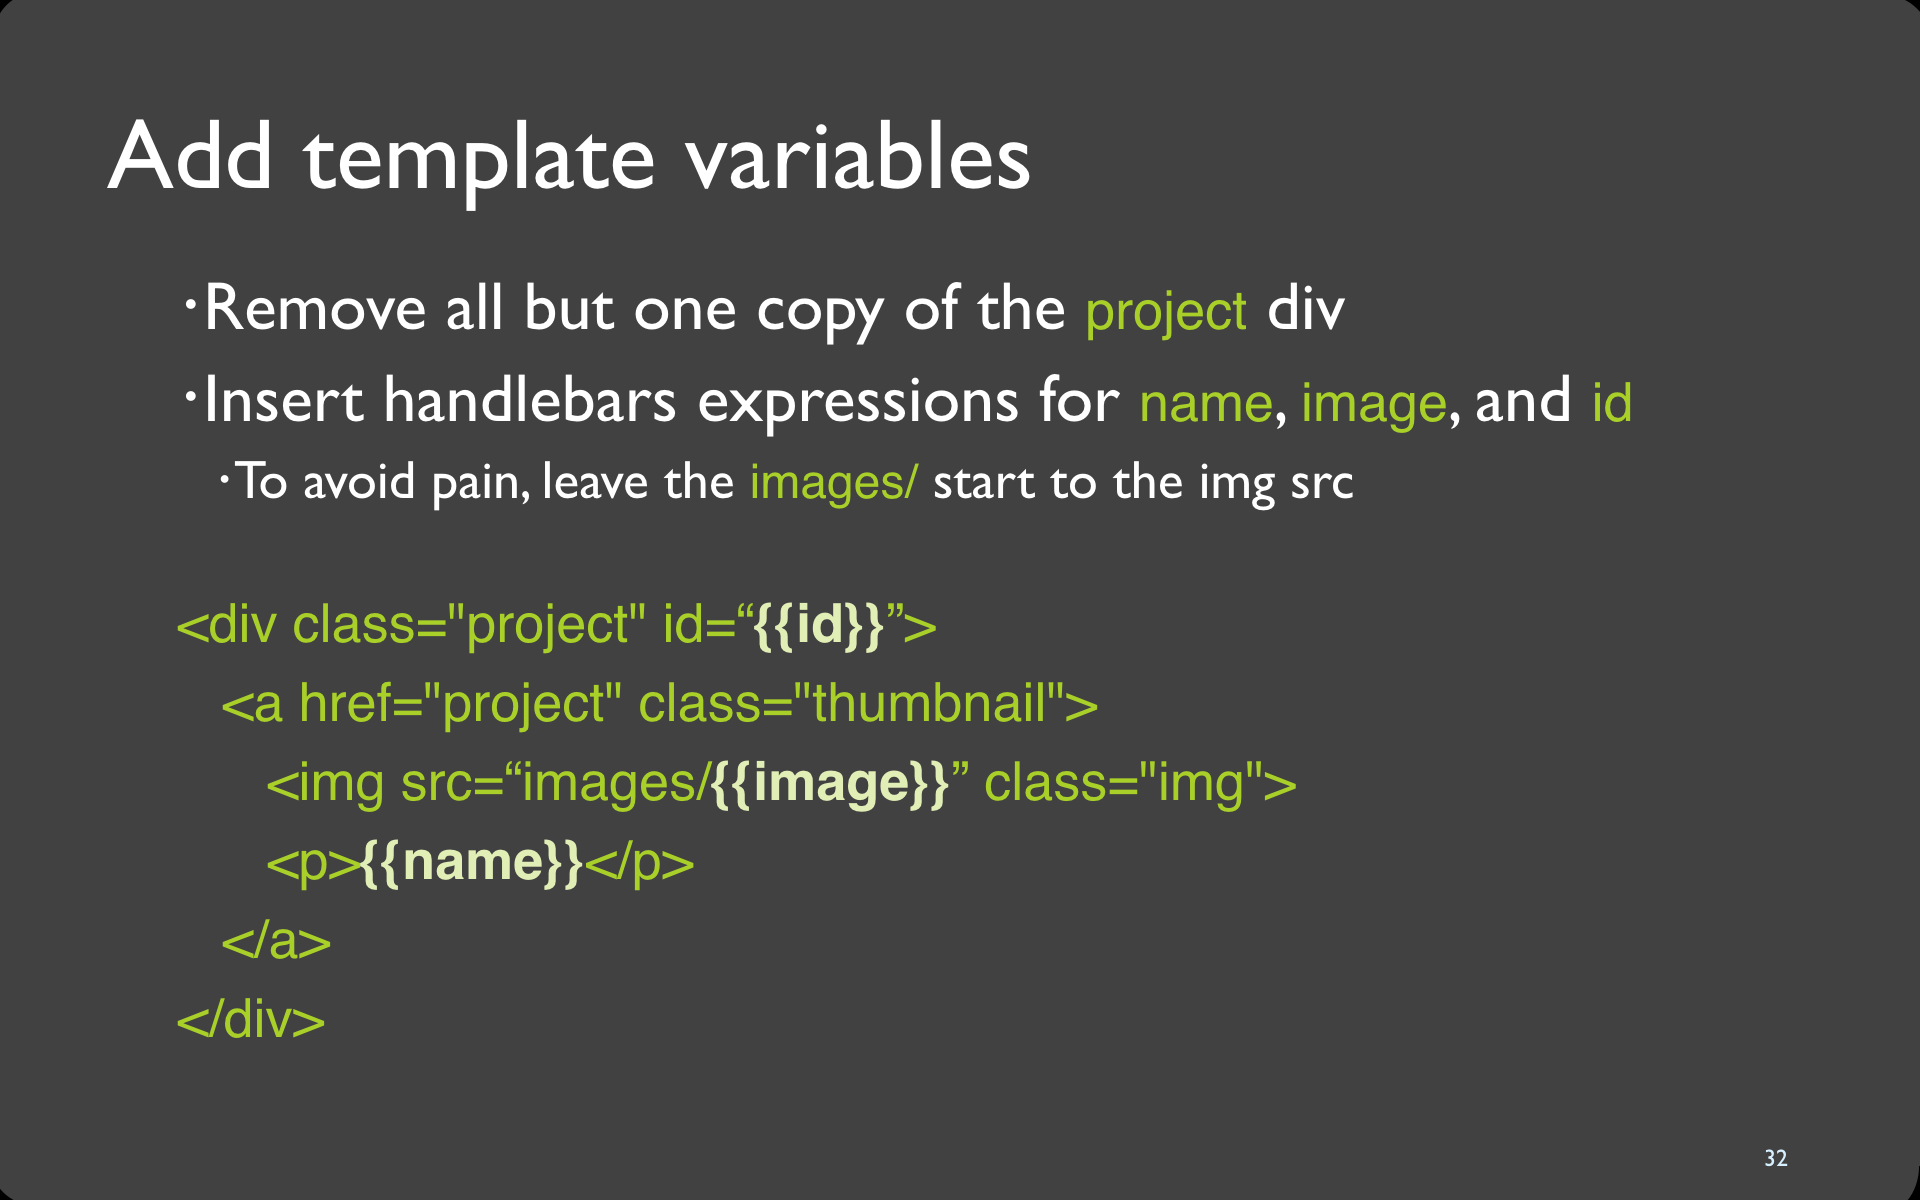 Add template variables
·Remove all but one copy of the project div
·Insert handlebars expressions for name, image, and id
·To avoid pain, leave the images/ start to the img src
<div class="project" id=“{{id}}”>
<a href="project" class="thumbnail">
<img src=“images/{{image}}” class="img">
<p>{{name}}</p>
</a>
</div>
32